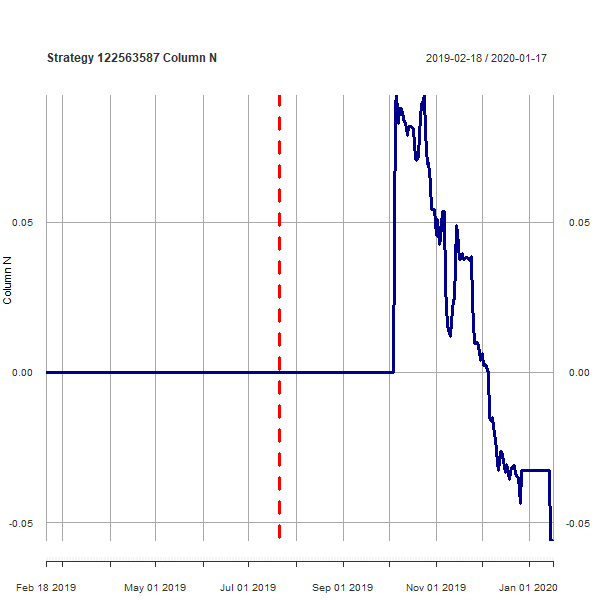 Strategy 122563587 Column N
2019-02-18 / 2020-01-17
0.05
0.05
Column N
0.00
0.00
-0.05
-0.05
Feb 18 2019
May 01 2019
Jul 01 2019
Sep 01 2019
Nov 01 2019
Jan 01 2020